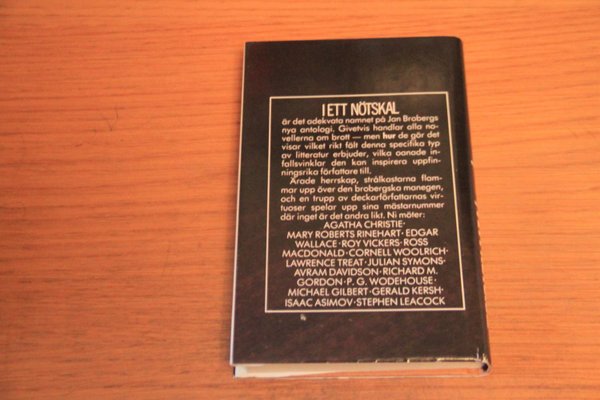 I ETT NÖTSKAL
är det adekvata namnet på Jan Brobergs
nya antologi. Givetvis handlar alla no-
vellerna om brott — men hur de gör det
visar vilket rikt fält denna specifika typ
av litteratur erbjuder, vilka oanade in-
fallsvinklar den kan inspirera uppfin-
ningsrika författare till.
Ärade herrskap, strålkastarna flam-
mar upp över den brobergska manegen,
och en trupp av deckarförfattarnas vir-
tuoser spelar upp sina mästarnummer
där inget är det andra likt. Ni möter:
AGATHA CHRISTIE·
MARY ROBERTS RINEHART·EDGAR
WALLACE·ROY VICKERS·ROSS
MACDONALD·CORNELL WOOLRICH·
LAWRENCE TREAT·JULIAN SYMONS·
AVRAM DAVIDSON·RICHARD M.
GORDON·P. G. WODEHOUSE·
MICHAEL GILBERT·GERALD KERSH·
ISAAC ASIMOV·STEPHEN LEACOCK